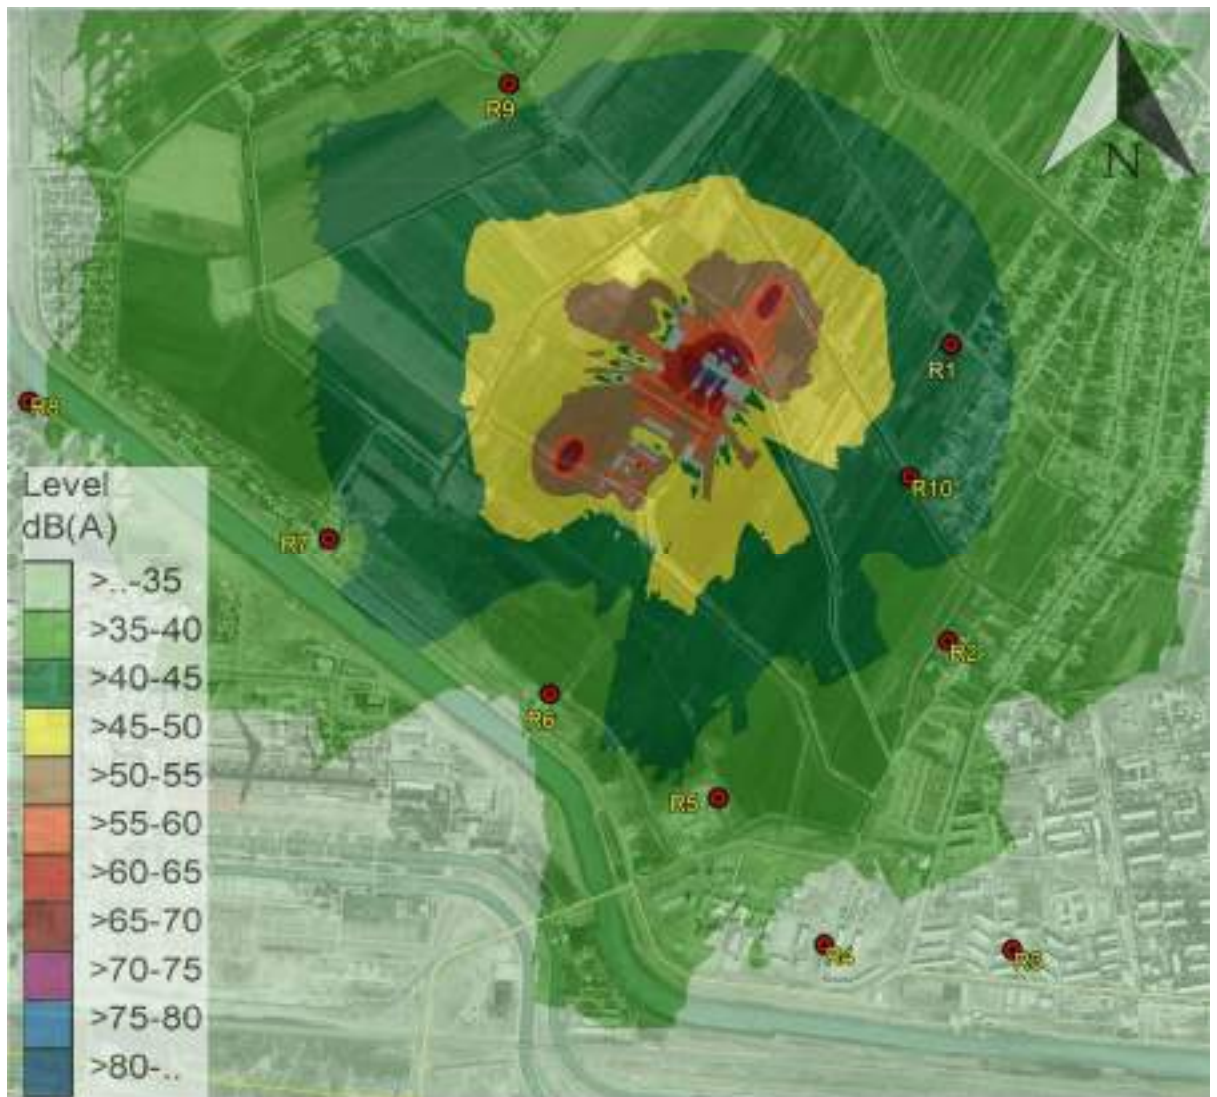 R9
N
R1
R8
R10
Level
dB(A)
R7
>..-35
>35-40
R2
>40-45
R6
>45-50
>50-55
R5
>55-60
>60-65
>65-70
R4
R3
>70-75
>75-80
>80-..